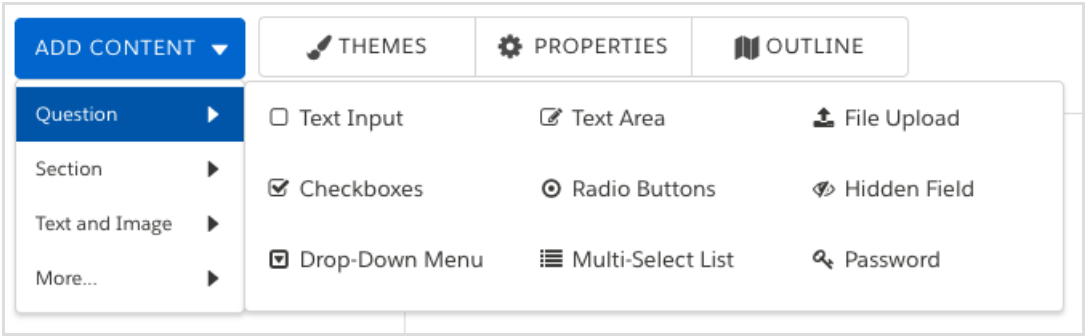 ADD CONTENT THEMES PROPERTIES OUTLINE
Question
Section
Text and Image
More...
Text Input Text Area File Upload
Checkboxes Radio Buttons Hidden Field
Drop-Down Menu Multi-Select List Password